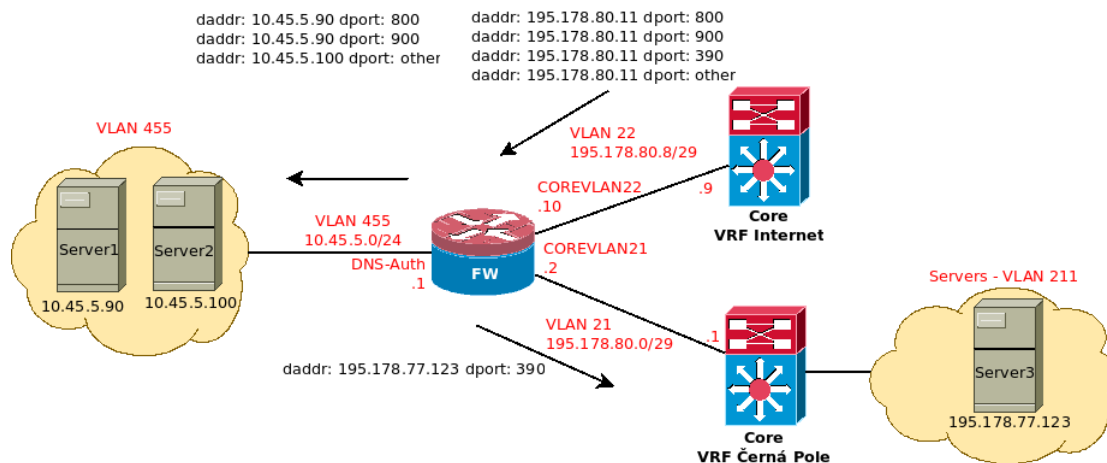 daddr: 10.45.5.90 dport: 800
daddr: 10.45.5.90 dport: 900
daddr: 10.45.5.100 dport: other
daddr: 195.178.80.11 dport: 800
daddr: 195.178.80.11 dport: 900
daddr: 195.178.80.11 dport: 390
daddr: 195.178.80.11 dport: other
VLAN 455
Server1
Server2
10.45.5.90
10.45.5.100
VLAN 455
10.45.5.0/24
DNS-Auth
.1
FW
VLAN 22
195.178.80.8/29
COREVLAN22
.10
.9
Core
VRF Internet
COREVLAN21
.2
VLAN 21
195.178.80.0/29
.1
daddr: 195.178.77.123 dport: 390
Core
VRF Černá Pole
Servers - VLAN 211
Server3
195.178.77.123